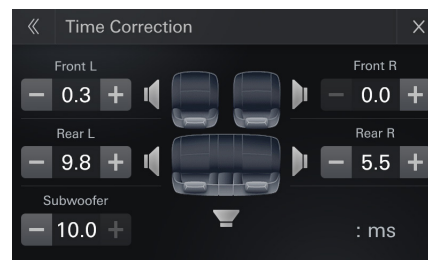 《 Time Correction X
Front L
− 0.3 +
Front R
− 0.0 +
Rear L
− 9.8 +
Rear R
− 5.5 +
Subwoofer
− 10.0 +
: ms